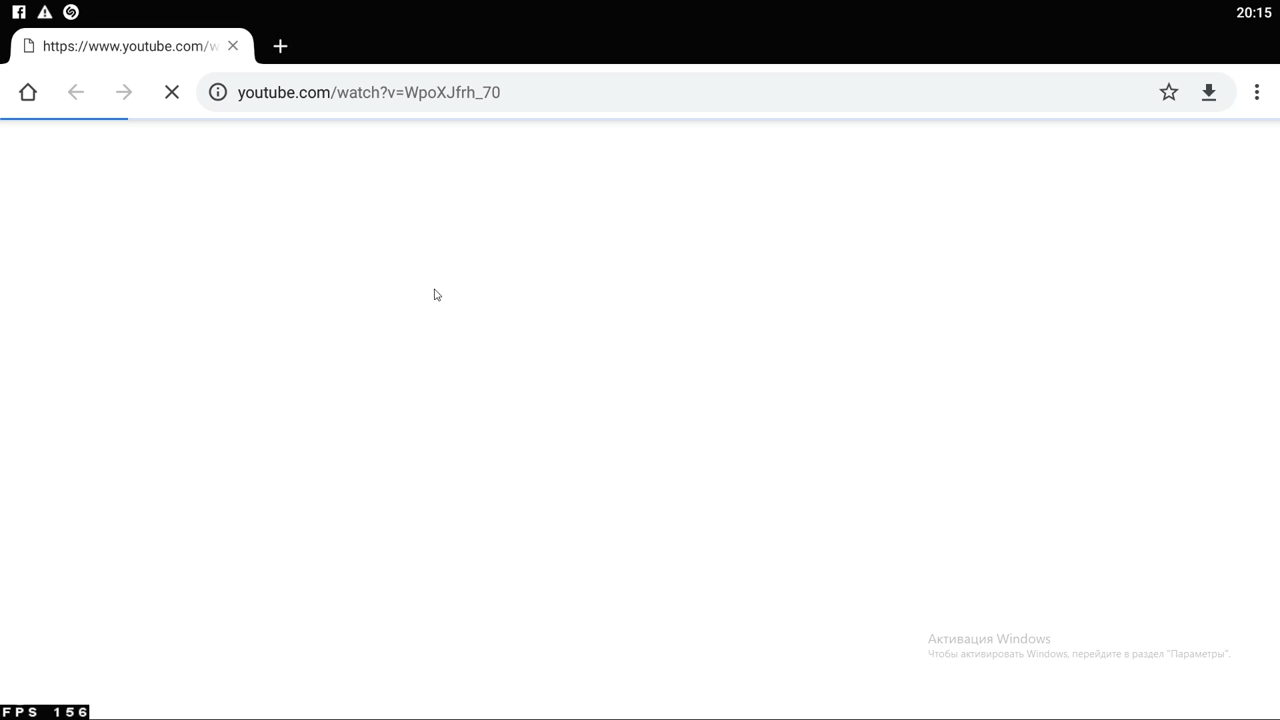 20:15
https://www.youtube.com/w
youtube.com/watch?v=WpoXJfrh_70
Активация Windows
Чтобы активировать Windows, перейдите в раздел "Параметры".
FPS 156